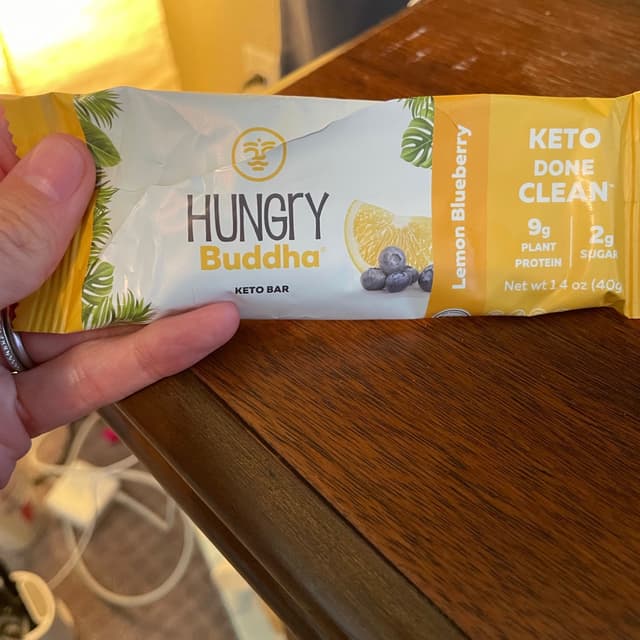 HUNGry
Buddha®
KETO BAR
Lemon Blueberry
KETO
DONE
CLEAN™
9g
PLANT
PROTEIN
2g
SUGAR
Net wt 1.4 oz (40g